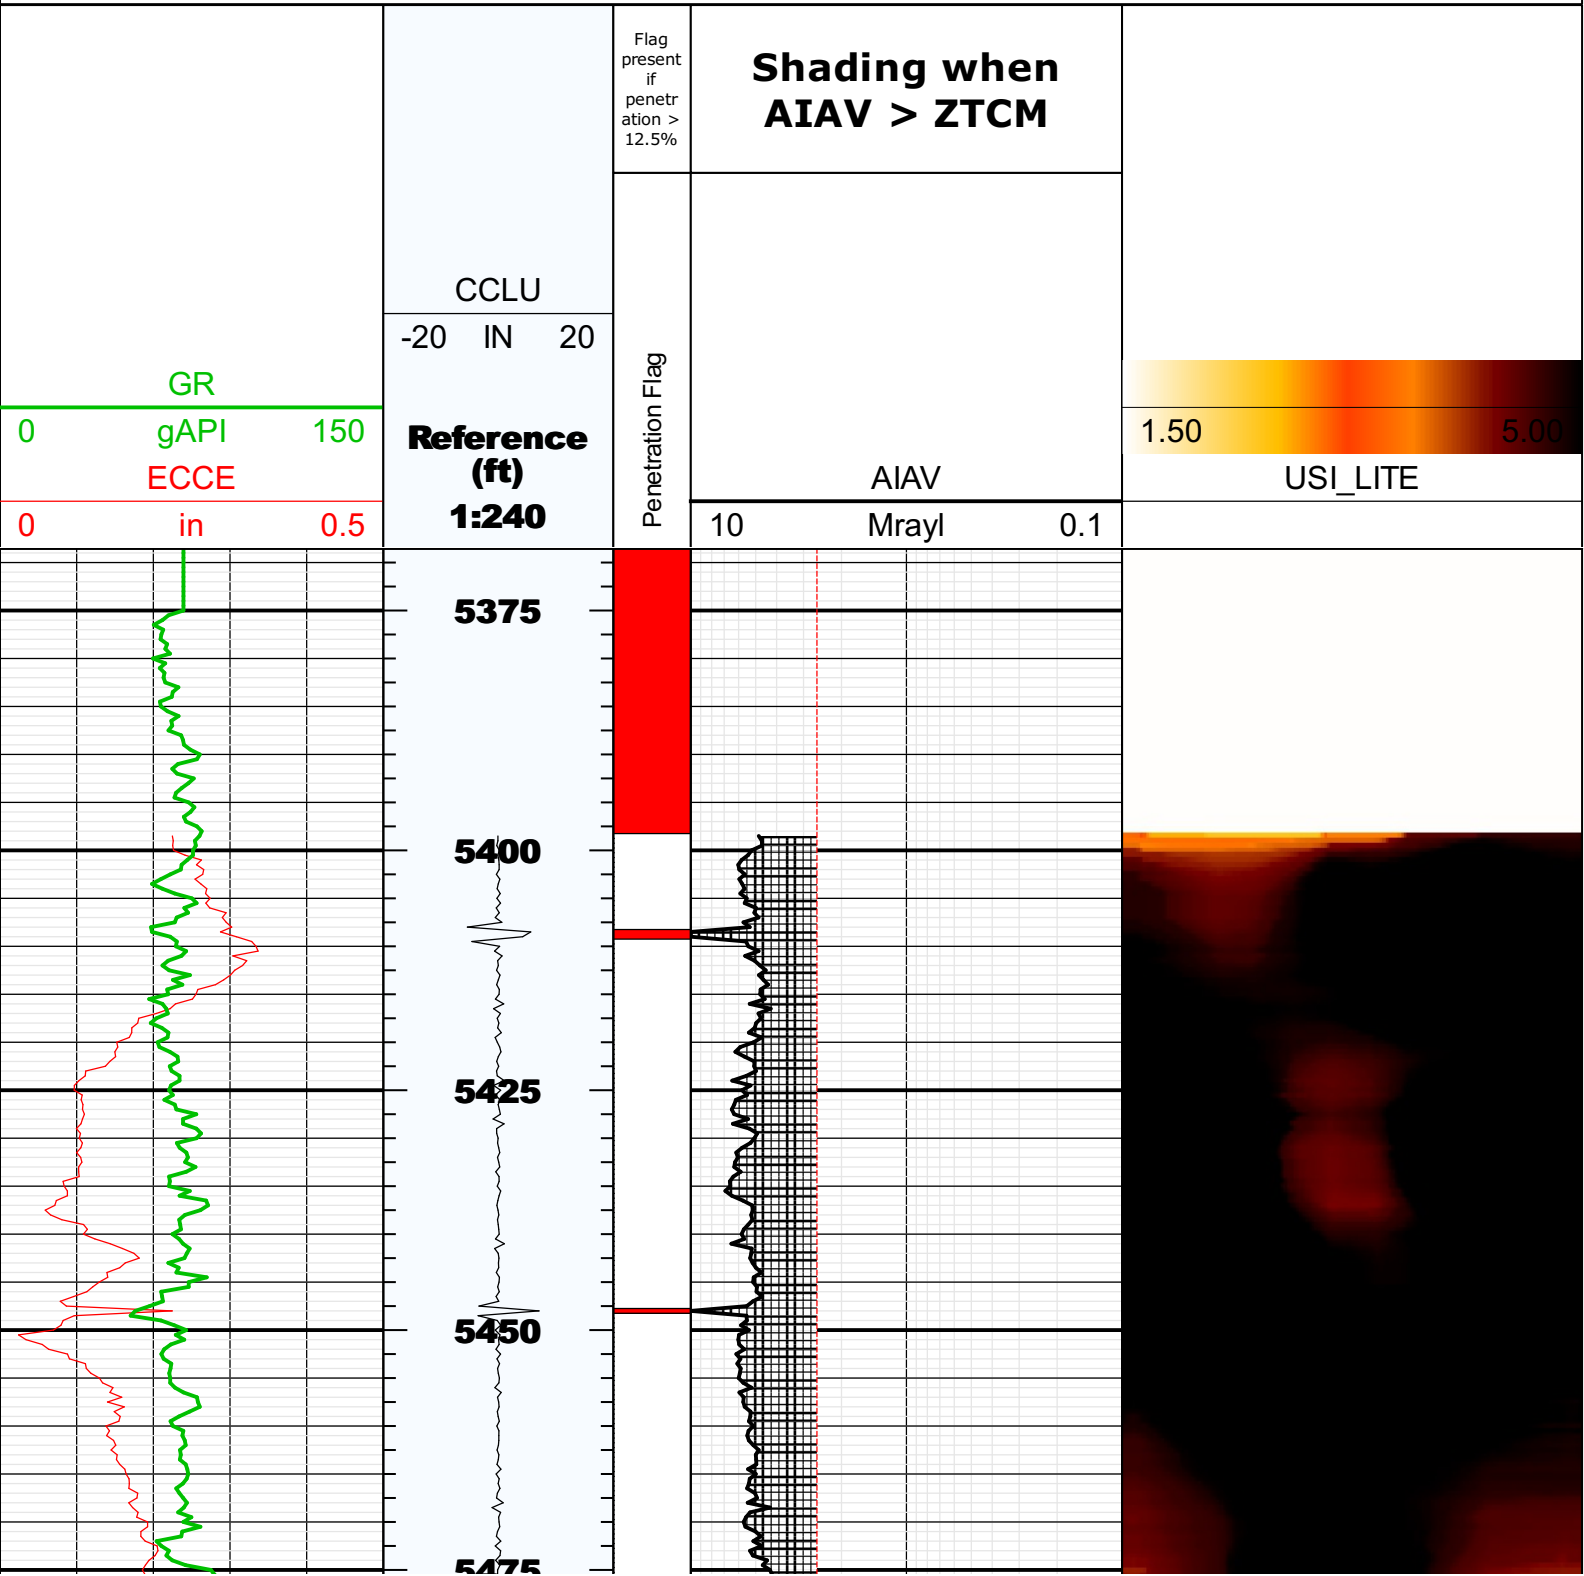 Flag
present
if
penetr
ation >
12.5%
Shading when
AIAV > ZTCM
CCLU
-20 IN 20
GR
0 gAPI 150
ECCE
0 in 0.5
Reference
(ft)
1:240
Penetration Flag
AIAV
10 Mrayl 0.1
1.50 5.00
USI_LITE
5375
5400
5425
5450
5475